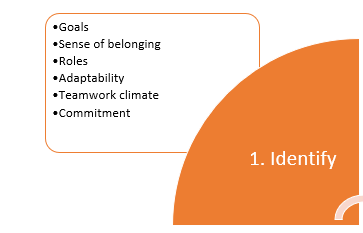 •Goals
•Sense of belonging
•Roles
•Adaptability
•Teamwork climate
•Commitment
1. Identify